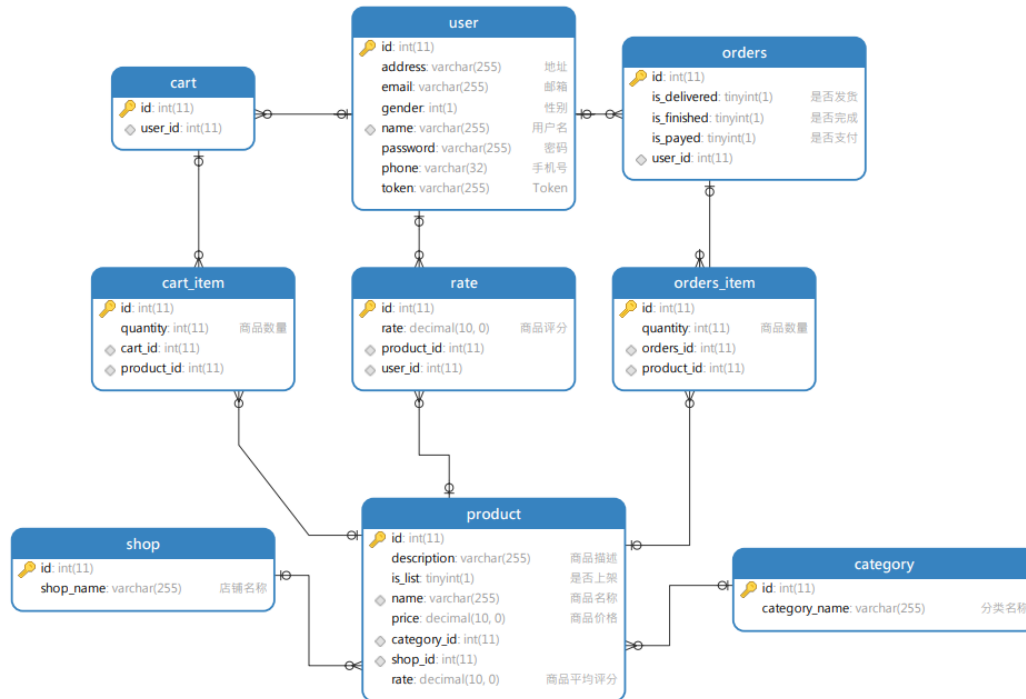 user
id: int(11)
address: varchar(255) 地址
email: varchar(255) 邮箱
gender: int(1) 性别
name: varchar(255) 用户名
password: varchar(255) 密码
phone: varchar(32) 手机号
token: varchar(255) Token
orders
id: int(11)
is_delivered: tinyint(1) 是否发货
is_finished: tinyint(1) 是否完成
is_payed: tinyint(1) 是否支付
user_id: int(11)
cart
id: int(11)
user_id: int(11)
cart_item
id: int(11)
quantity: int(11) 商品数量
cart_id: int(11)
product_id: int(11)
rate
id: int(11)
rate: decimal(10, 0) 商品评分
product_id: int(11)
user_id: int(11)
orders_item
id: int(11)
quantity: int(11) 商品数量
orders_id: int(11)
product_id: int(11)
product
id: int(11)
description: varchar(255) 商品描述
is_list: tinyint(1) 是否上架
name: varchar(255) 商品名称
price: decimal(10, 0) 商品价格
category_id: int(11)
shop_id: int(11)
rate: decimal(10, 0) 商品平均评分
shop
id: int(11)
shop_name: varchar(255) 店铺名称
category
id: int(11)
category_name: varchar(255) 分类名称